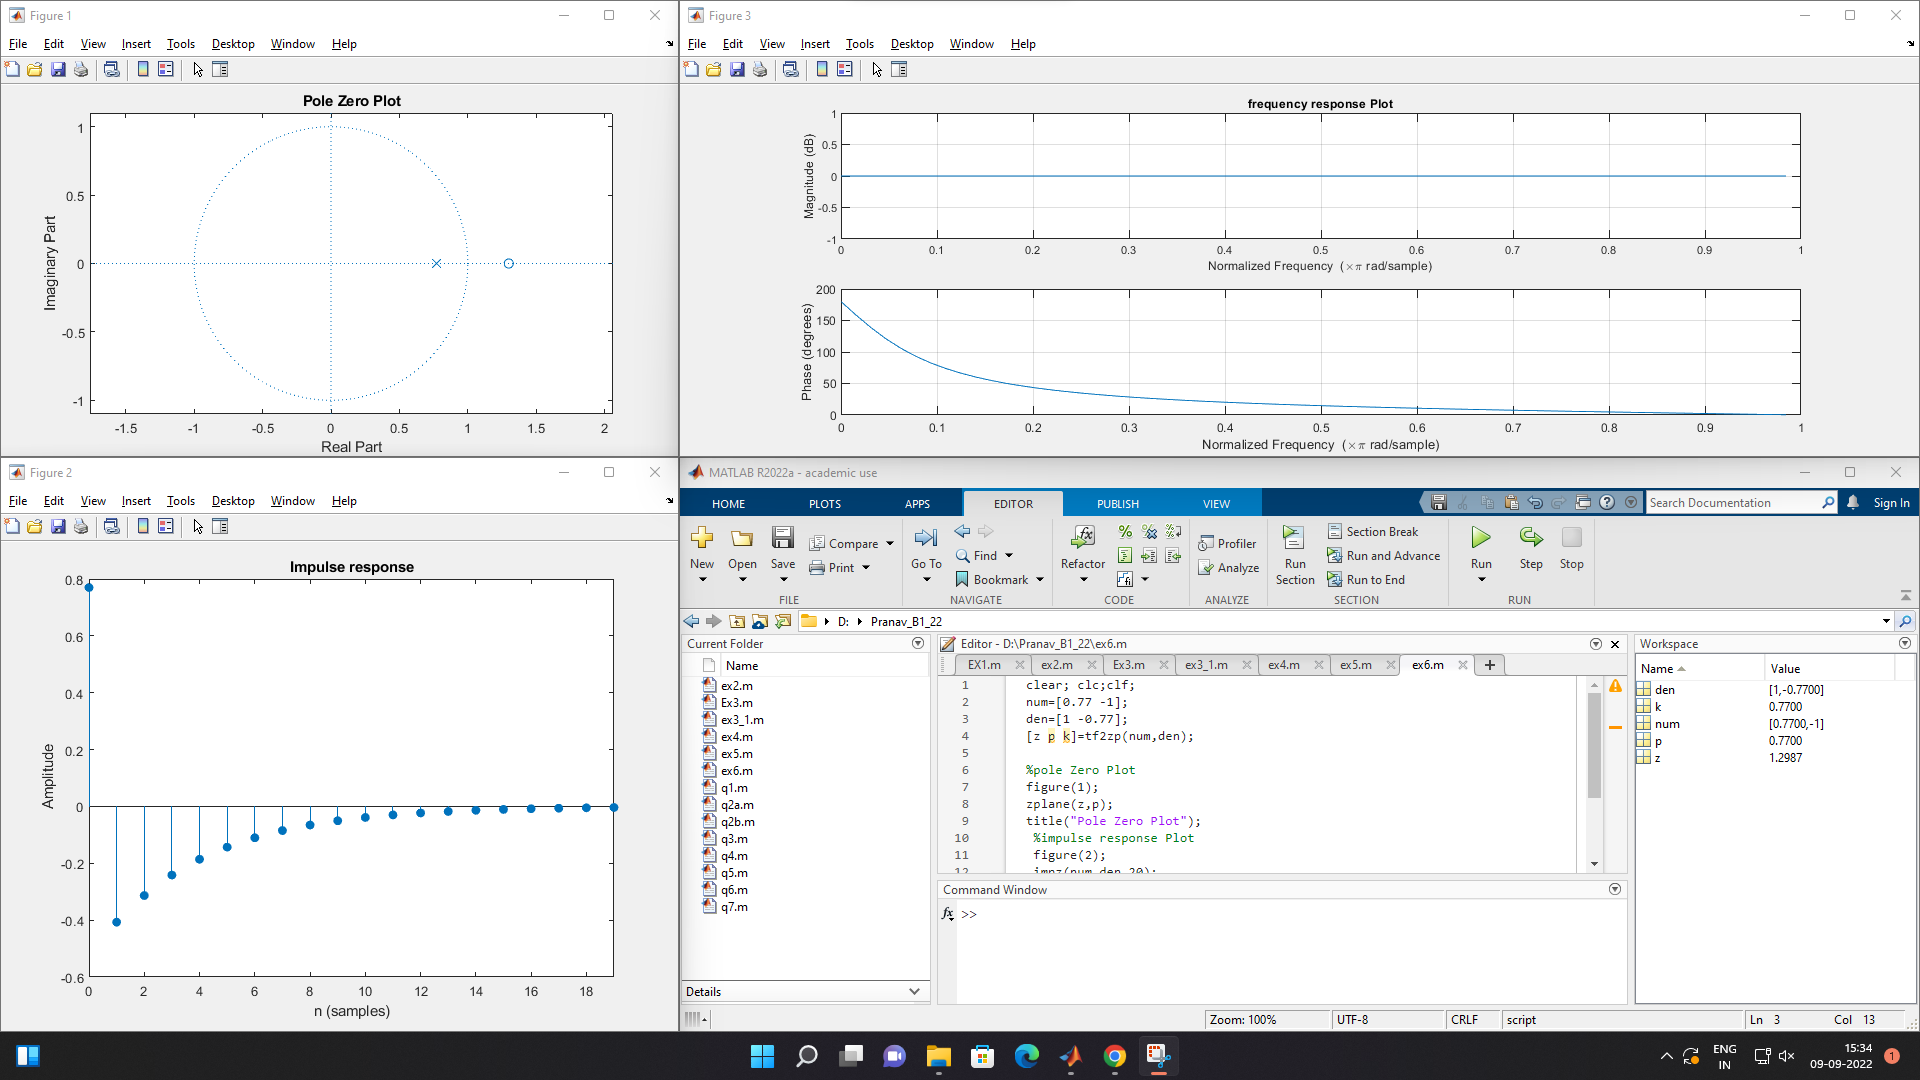 Figure 1
File Edit View Insert Tools Desktop Window Help
Pole Zero Plot
1
0.5
0
-0.5
-1
Imaginary Part
-1.5 -1 -0.5 0 0.5 1 1.5 2
Real Part
Figure 3
File Edit View Insert Tools Desktop Window Help
frequency response Plot
1
0.5
0
-0.5
-1
Magnitude (dB)
0 0.1 0.2 0.3 0.4 0.5 0.6 0.7 0.8 0.9 1
Normalized Frequency (×π rad/sample)
200
150
100
50
0
Phase (degrees)
0 0.1 0.2 0.3 0.4 0.5 0.6 0.7 0.8 0.9 1
Normalized Frequency (×π rad/sample)
Figure 2
File Edit View Insert Tools Desktop Window Help
Impulse response
0.8
0.6
0.4
0.2
0
-0.2
-0.4
-0.6
Amplitude
0 2 4 6 8 10 12 14 16 18
n (samples)
MATLAB R2022a - academic use
HOME PLOTS APPS EDITOR PUBLISH VIEW
Search Documentation
Sign In
New Open Save
Compare
Print
FILE
Go To
Find
Bookmark
NAVIGATE
Refactor
CODE
Profiler
Analyze
ANALYZE
Run Section
Section Break
Run and Advance
Run to End
SECTION
Run Step Stop
RUN
D: Pranav_B1_22
Current Folder
Name
ex2.m
Ex3.m
ex3_1.m
ex4.m
ex5.m
ex6.m
q1.m
q2a.m
q2b.m
q3.m
q4.m
q5.m
q6.m
q7.m
Details
Editor - D:\Pranav_B1_22\ex6.m
EX1.m ex2.m Ex3.m ex3_1.m ex4.m ex5.m ex6.m
1 clear; clc;clf;
2 num=[0.77 -1];
3 den=[1 -0.77];
4 [z p k]=tf2zp(num,den);
5
6 %pole Zero Plot
7 figure(1);
8 zplane(z,p);
9 title("Pole Zero Plot");
10 %impulse response Plot
11 figure(2);
12 impz(num,den,20);
Command Window
fx >>
Workspace
Name Value
den [1,-0.7700]
k 0.7700
num [0.7700,-1]
p 0.7700
z 1.2987
Zoom: 100% UTF-8 CRLF script Ln 3 Col 13
ENG
IN
15:34
09-09-2022
1